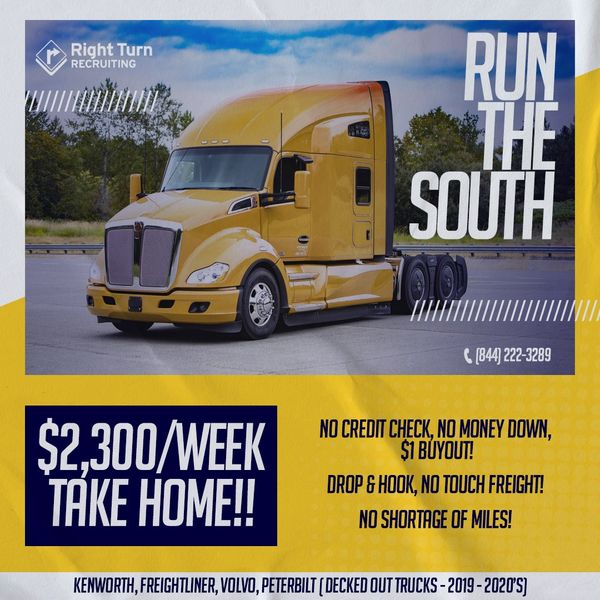 Right Turn
RECRUITING
RUN
THE
SOUTH
(844) 222-3289
$2,300/WEEK
TAKE HOME!!
NO CREDIT CHECK, NO MONEY DOWN,
$1 BUYOUT!
DROP & HOOK, NO TOUCH FREIGHT!
NO SHORTAGE OF MILES!
KENWORTH, FREIGHTLINER, VOLVO, PETERBILT ( DECKED OUT TRUCKS - 2019 - 2020'S)